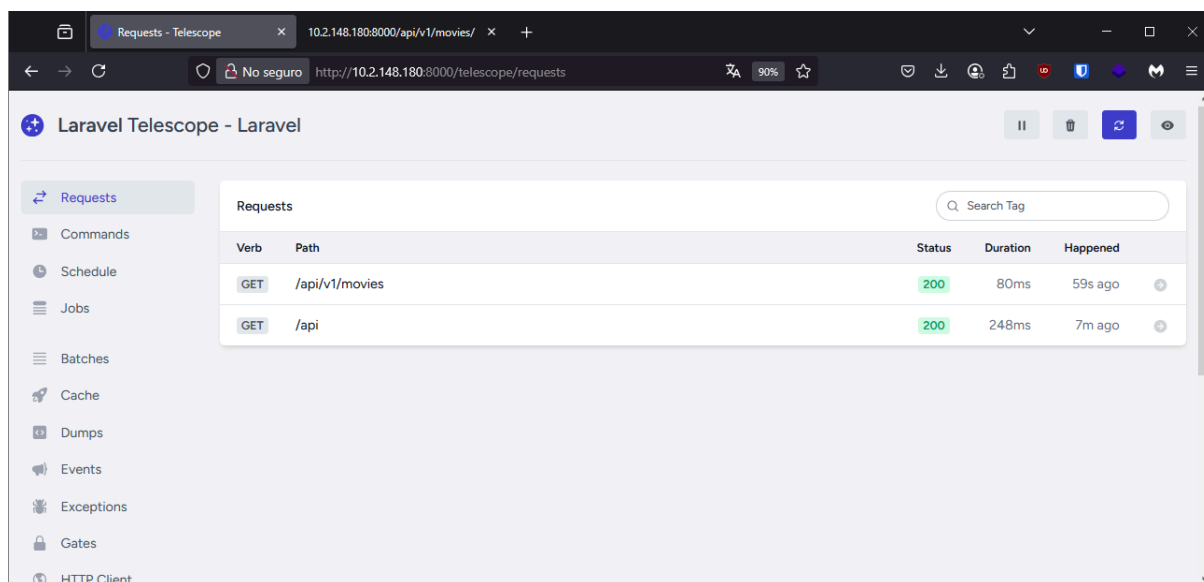 Requests - Telescope
10.2.148.180:8000/api/v1/movies/
No seguro http://10.2.148.180:8000/telescope/requests 90%
Laravel Telescope - Laravel
Requests
Commands
Schedule
Jobs
Batches
Cache
Dumps
Events
Exceptions
Gates
HTTP Client
Requests Search Tag
Verb Path Status Duration Happened
GET /api/v1/movies 200 80ms 59s ago
GET /api 200 248ms 7m ago